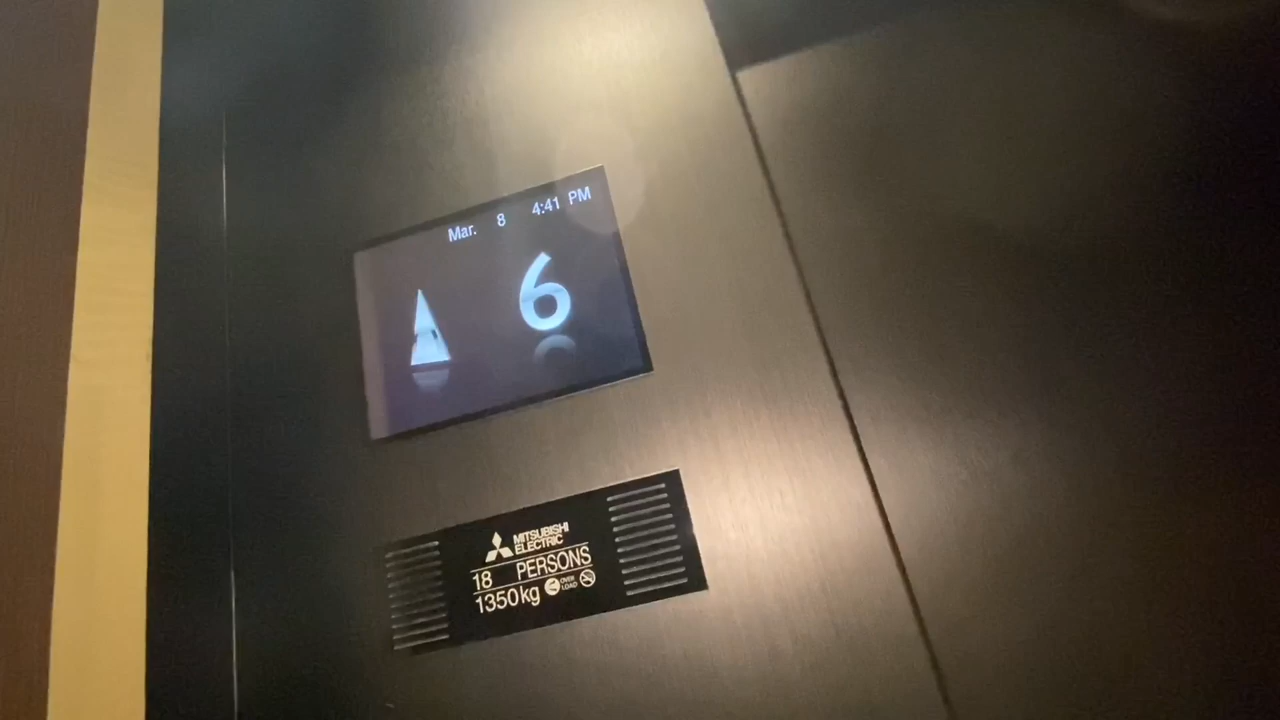 Mar. 8 4:41 PM
6
MITSUBISHI
ELECTRIC
18 PERSONS
1350kg OVER
LOAD